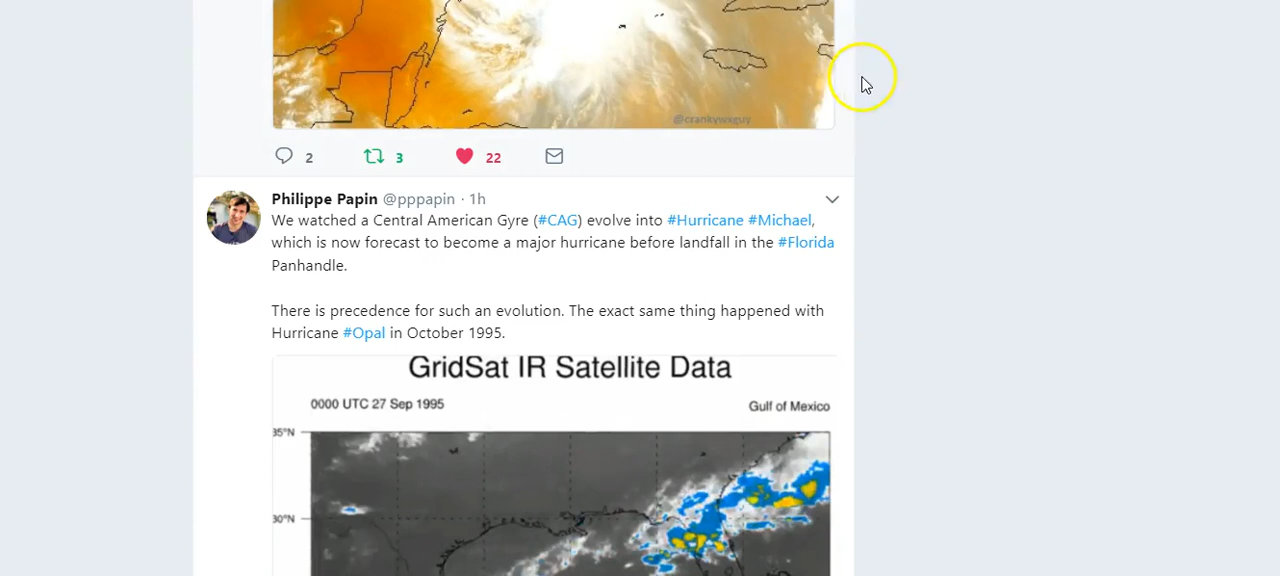 @crankywxguy
2 3 22
Philippe Papin @pppapin · 1h
We watched a Central American Gyre (#CAG) evolve into #Hurricane #Michael,
which is now forecast to become a major hurricane before landfall in the #Florida
Panhandle.
There is precedence for such an evolution. The exact same thing happened with
Hurricane #Opal in October 1995.
GridSat IR Satellite Data
0000 UTC 27 Sep 1995 Gulf of Mexico
35°N
30°N